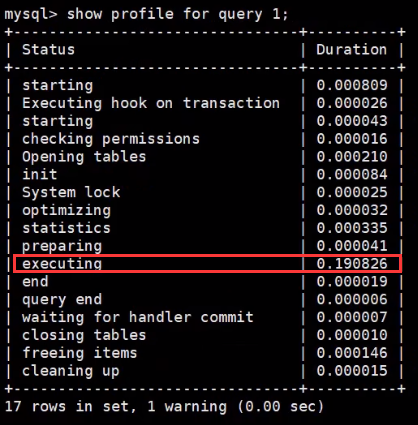 mysql> show profile for query 1;
+--------------------------------+----------+
| Status                         | Duration |
+--------------------------------+----------+
| starting                       | 0.000809 |
| Executing hook on transaction  | 0.000026 |
| starting                       | 0.000043 |
| checking permissions           | 0.000016 |
| Opening tables                 | 0.000210 |
| init                           | 0.000084 |
| System lock                    | 0.000025 |
| optimizing                     | 0.000032 |
| statistics                     | 0.000335 |
| preparing                      | 0.000041 |
| executing                      | 0.190826 |
| end                            | 0.000019 |
| query end                      | 0.000006 |
| waiting for handler commit     | 0.000007 |
| closing tables                 | 0.000010 |
| freeing items                  | 0.000146 |
| cleaning up                    | 0.000015 |
+--------------------------------+----------+
17 rows in set, 1 warning (0.00 sec)